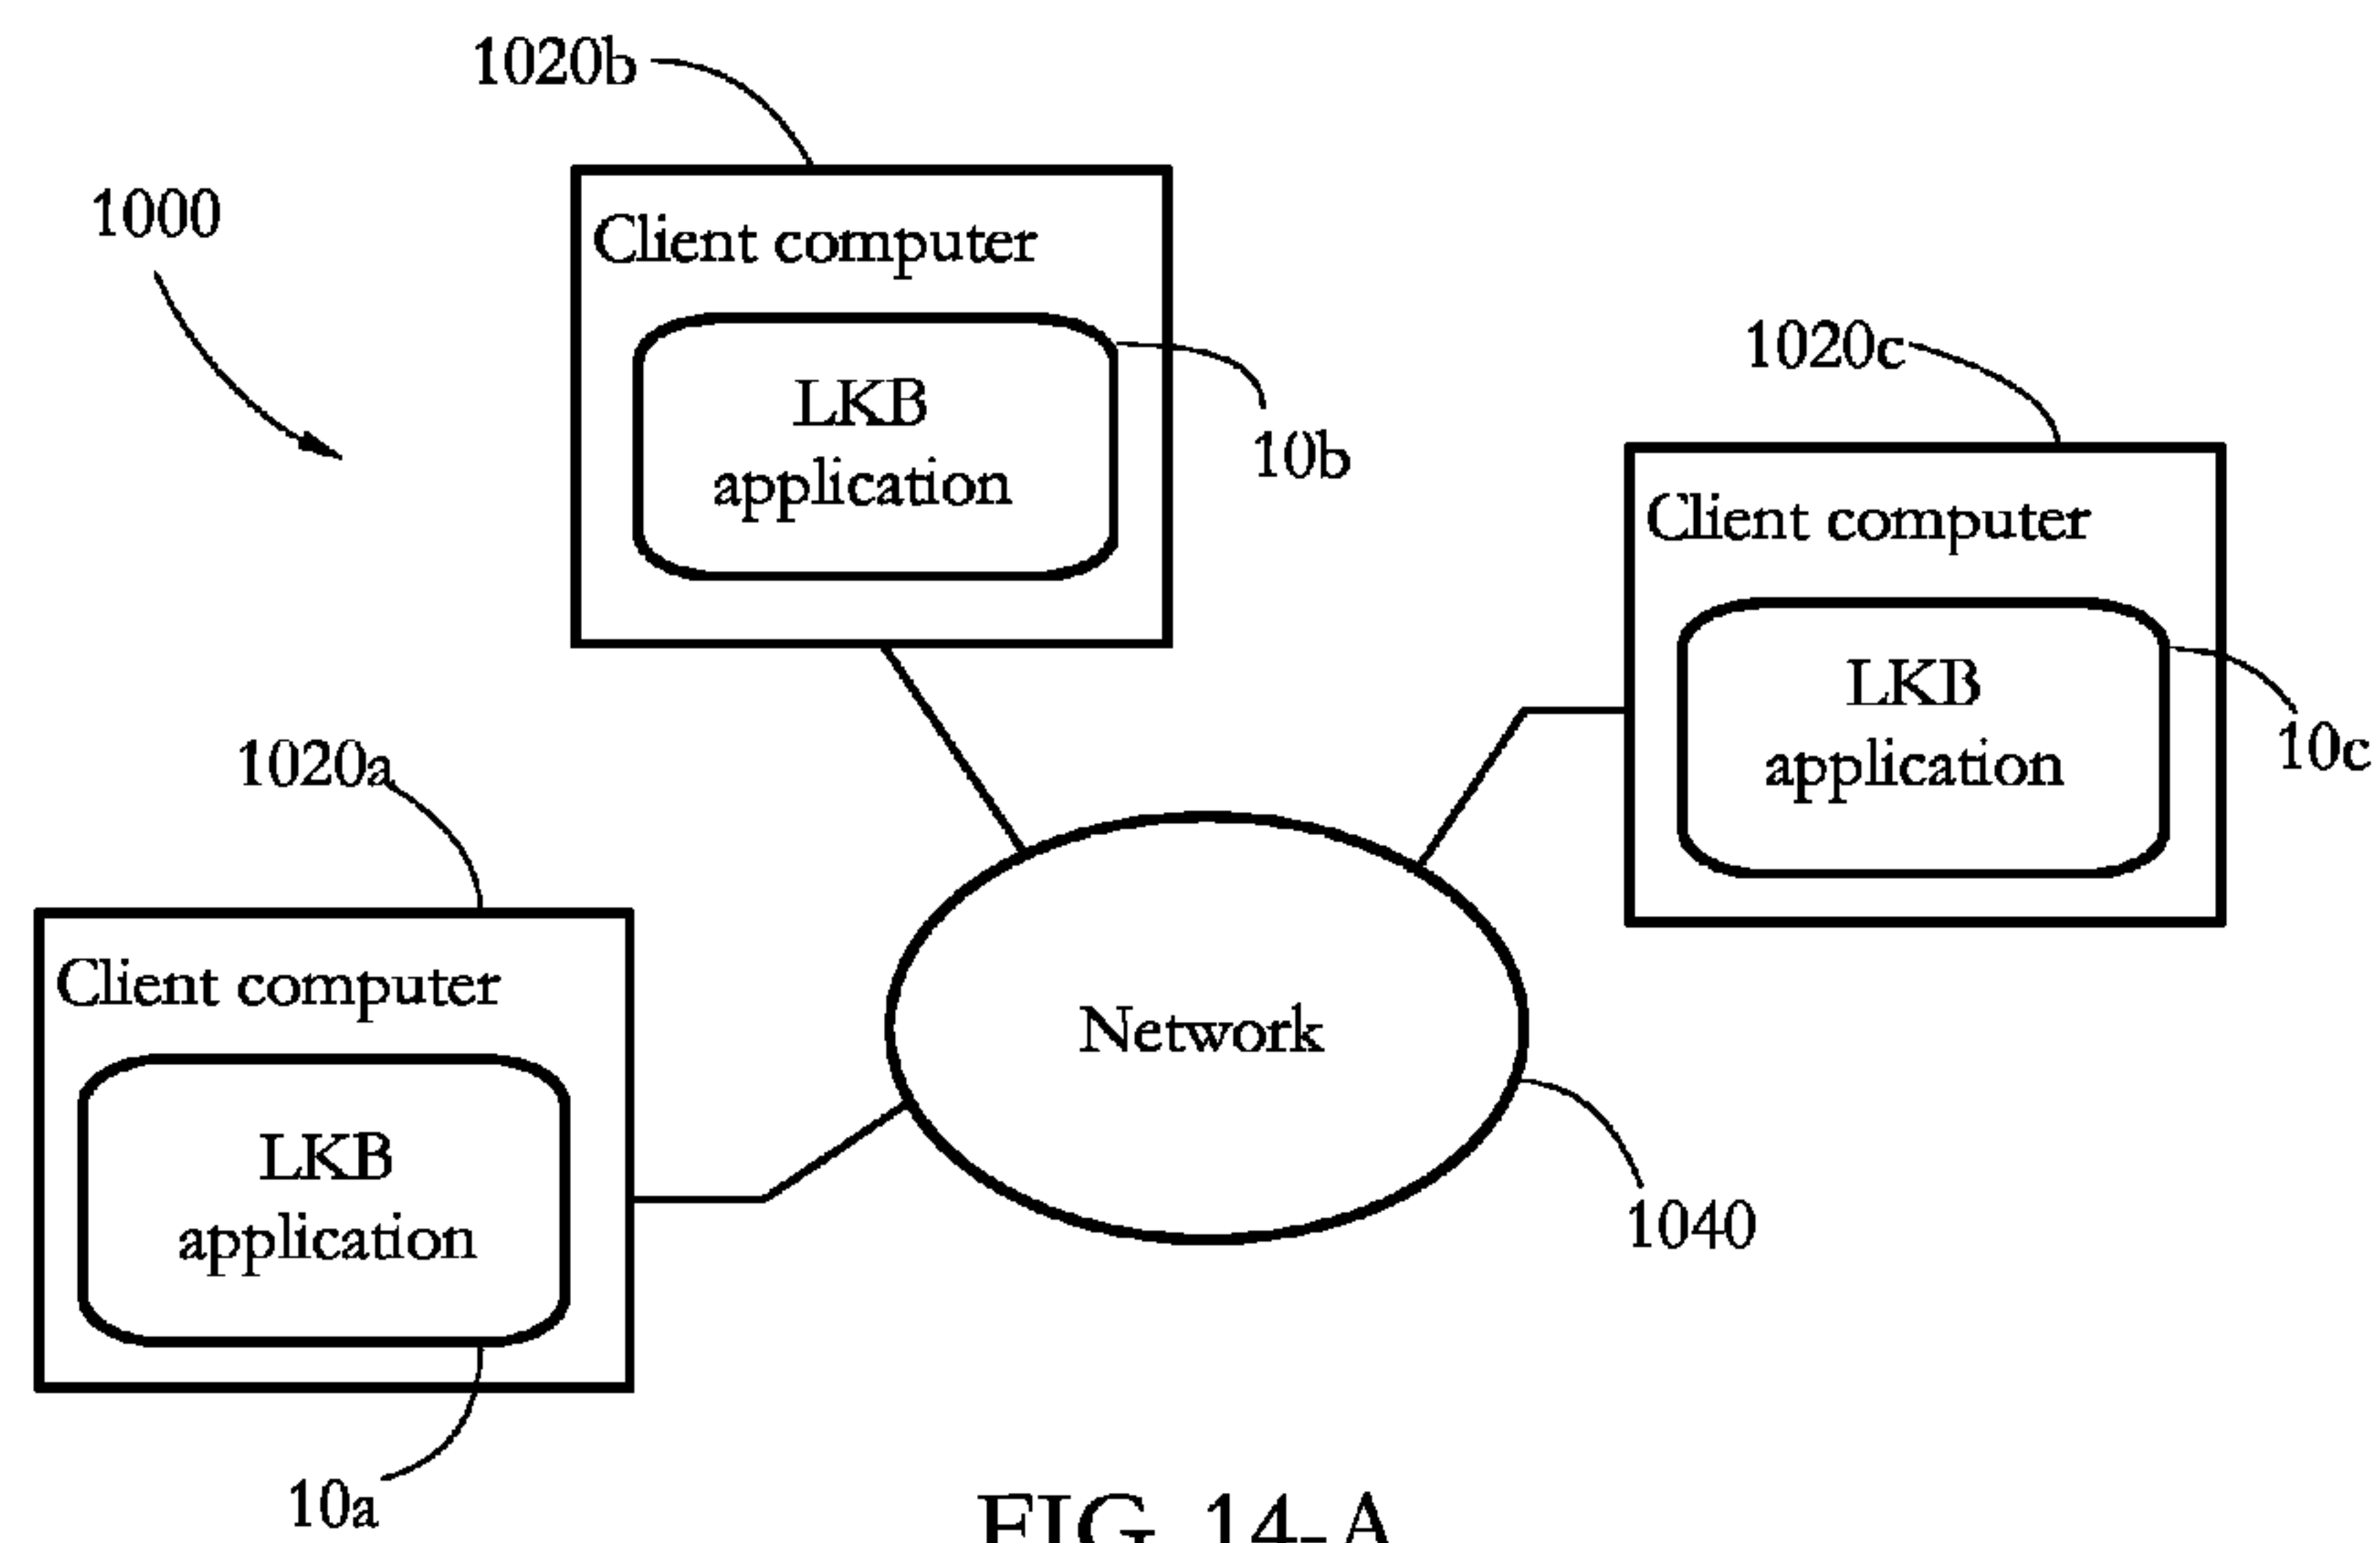 1020b
1000
Client computer
LKB
application
10b
1020c
Client computer
LKB
application
10c
1020a
Client computer
LKB
application
10a
Network
1040
FIG. 14-A